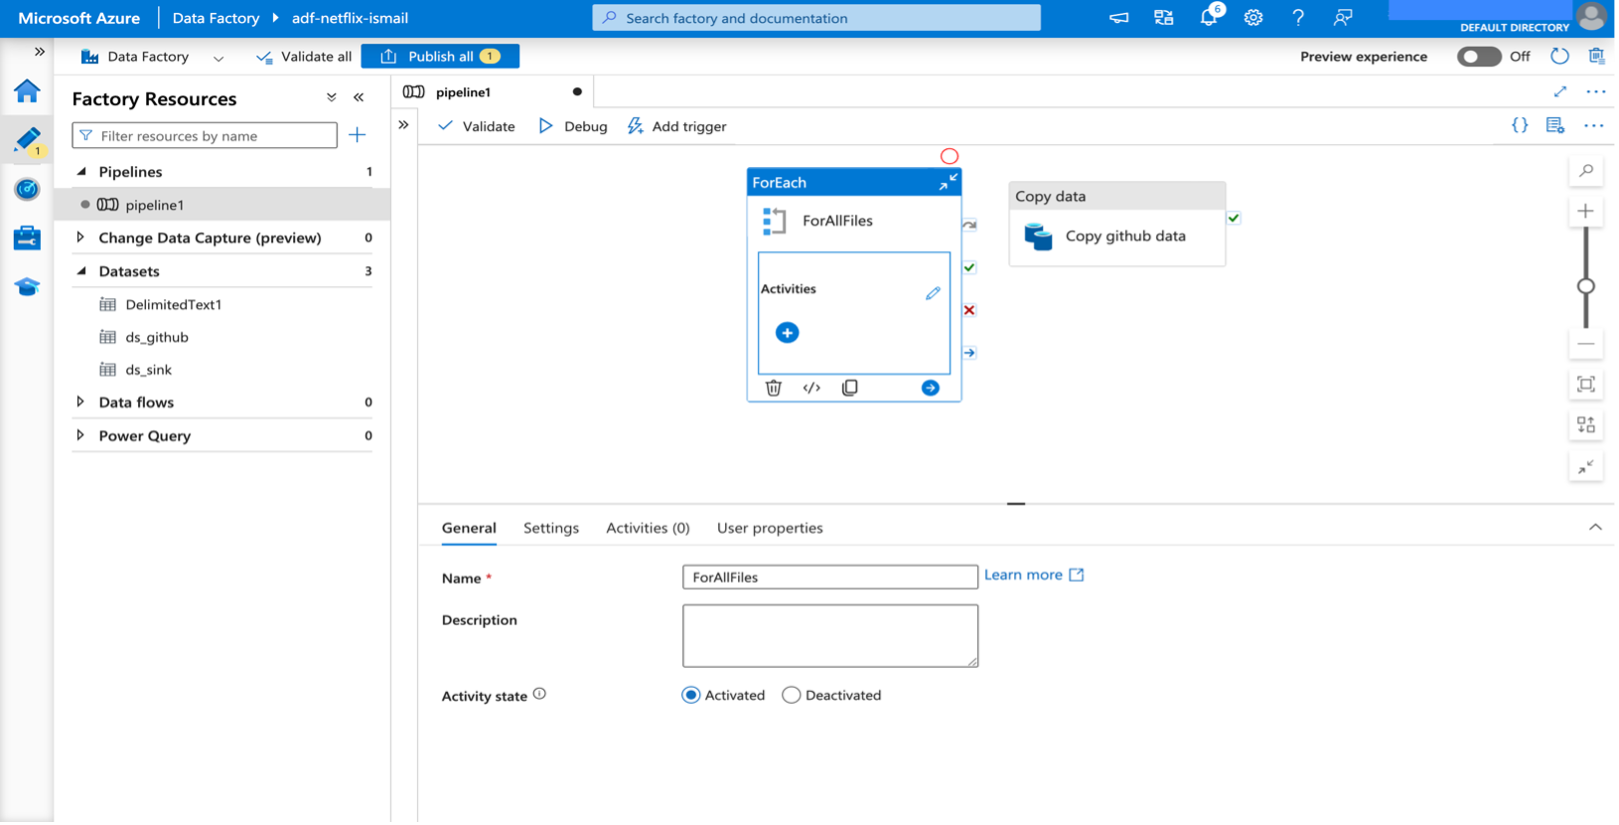 Microsoft Azure Data Factory adf-netflix-ismail Search factory and documentation 6
DEFAULT DIRECTORY
Data Factory Validate all Publish all 1 Preview experience Off
Factory Resources
pipeline1
Filter resources by name
Validate Debug Add trigger
1
Pipelines 1
pipeline1
Change Data Capture (preview) 0
Datasets 3
DelimitedText1
ds_github
ds_sink
Data flows 0
Power Query 0
ForEach
ForAllFiles
Activities
Copy data
Copy github data
General Settings Activities (0) User properties
Name * ForAllFiles Learn more
Description
Activity state Activated Deactivated